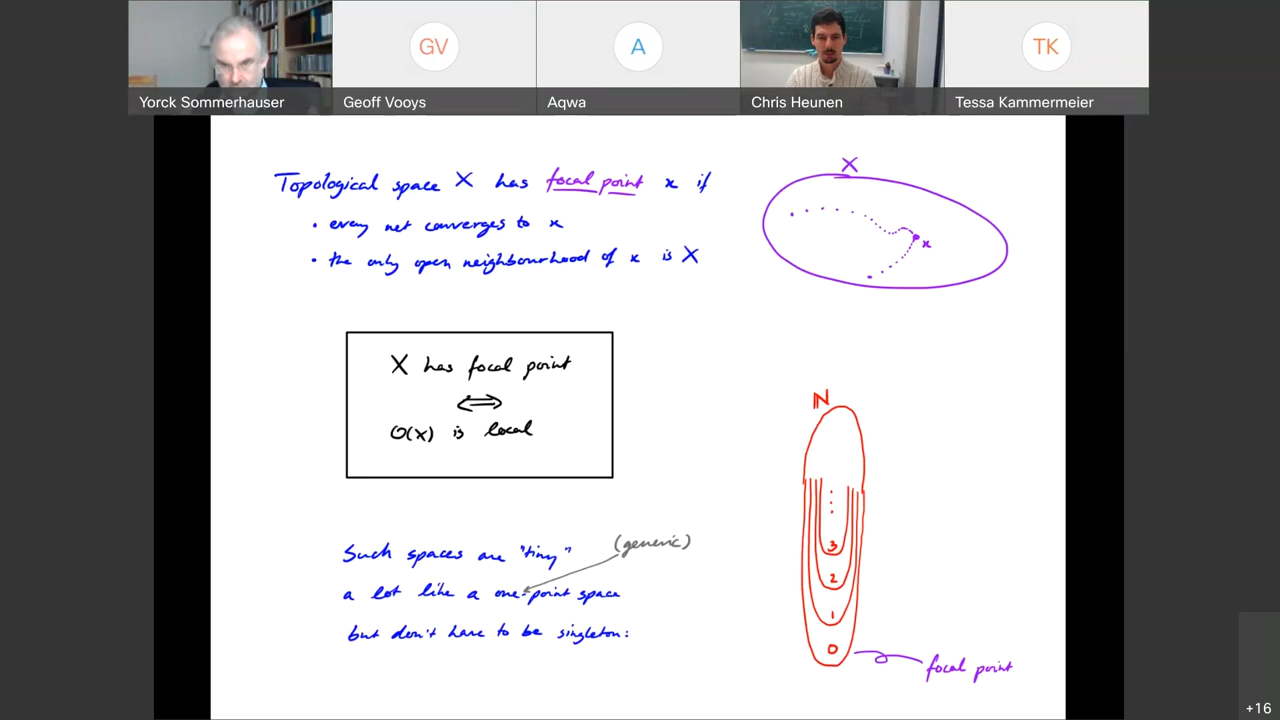 GV
A
TK
Yorck Sommerhauser
Geoff Vooys
Aqwa
Chris Heunen
Tessa Kammermeier
Topological space X has focal point x if
• every net converges to x
• the only open neighbourhood of x is X
X
x
X has focal point
⟺
O(X) is local
Such spaces are "tiny"
(generic)
a lot like a one-point space
but don't have to be singleton:
N
⋮
3
2
1
0
focal point
+16